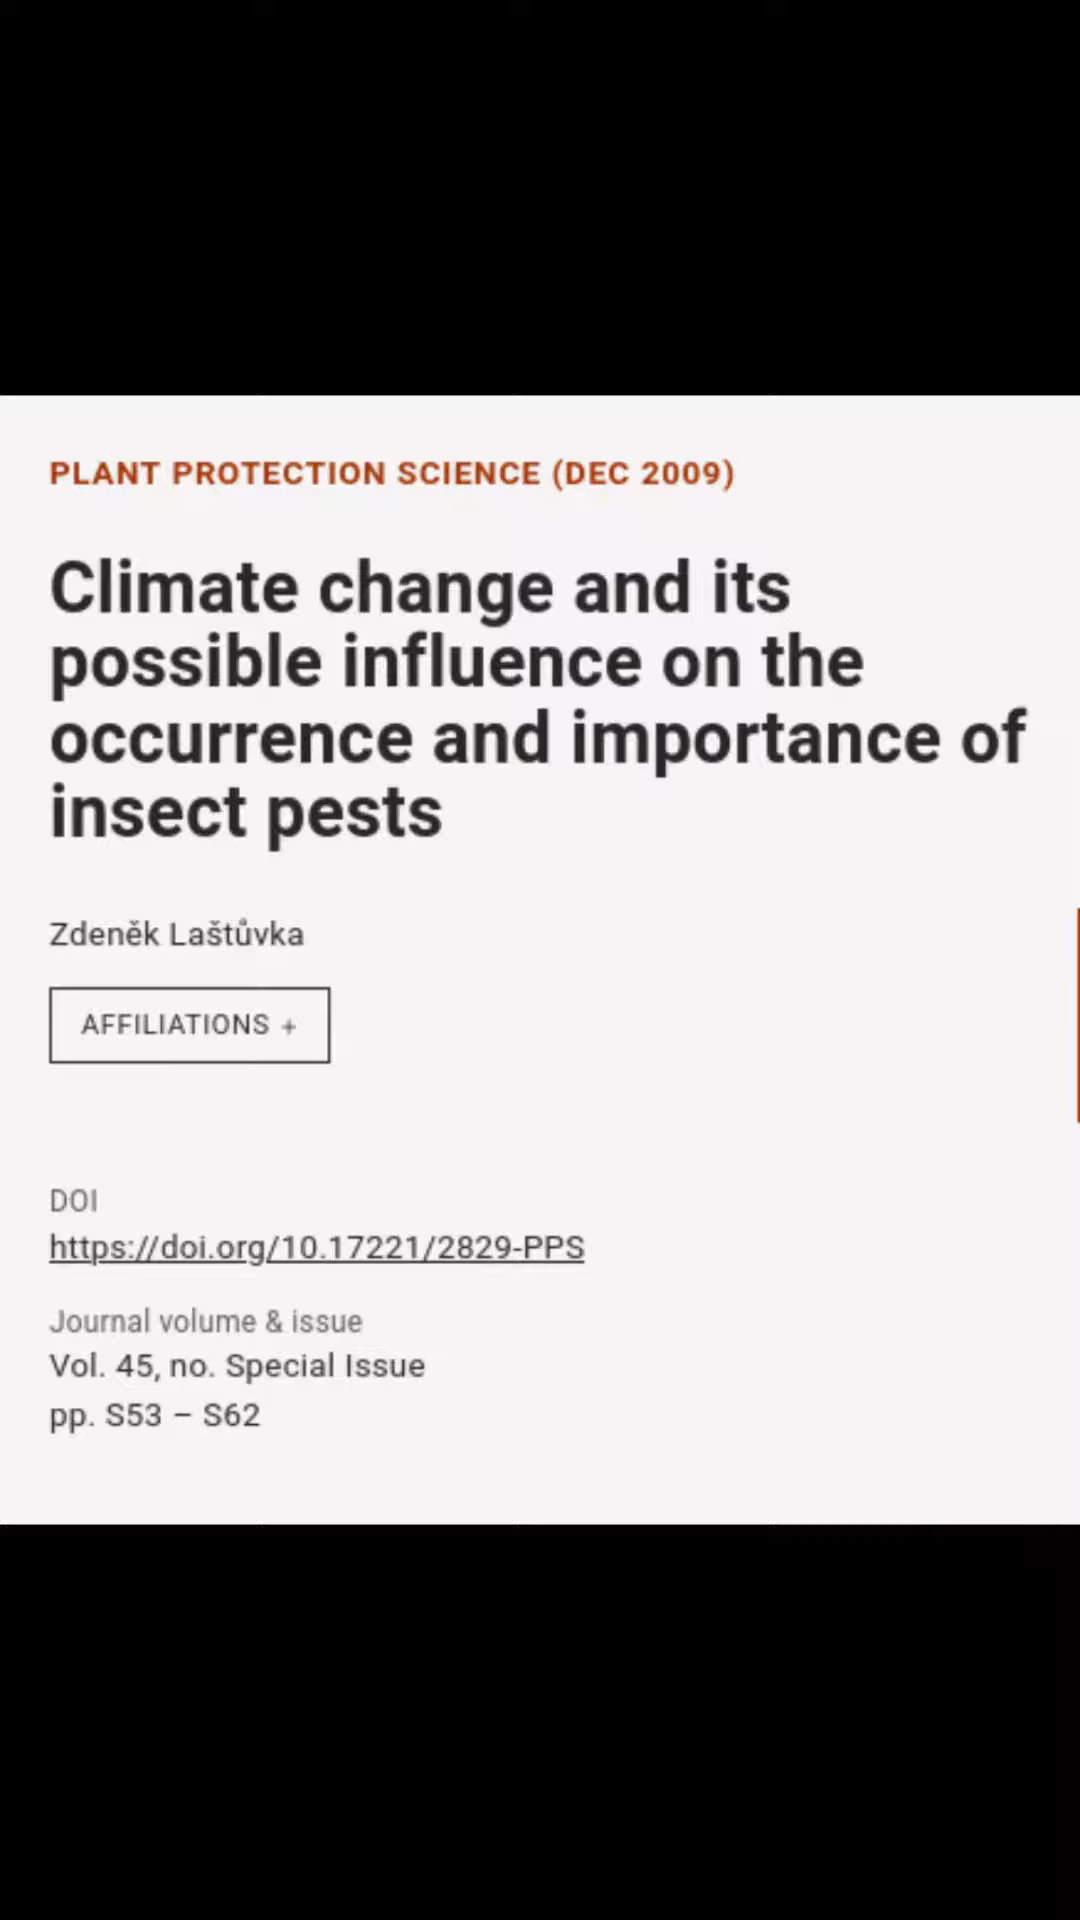 PLANT PROTECTION SCIENCE (DEC 2009)
Climate change and its
possible influence on the
occurrence and importance of
insect pests
Zdeněk Laštůvka
AFFILIATIONS +
DOI
https://doi.org/10.17221/2829-PPS
Journal volume & issue
Vol. 45, no. Special Issue
pp. S53 – S62